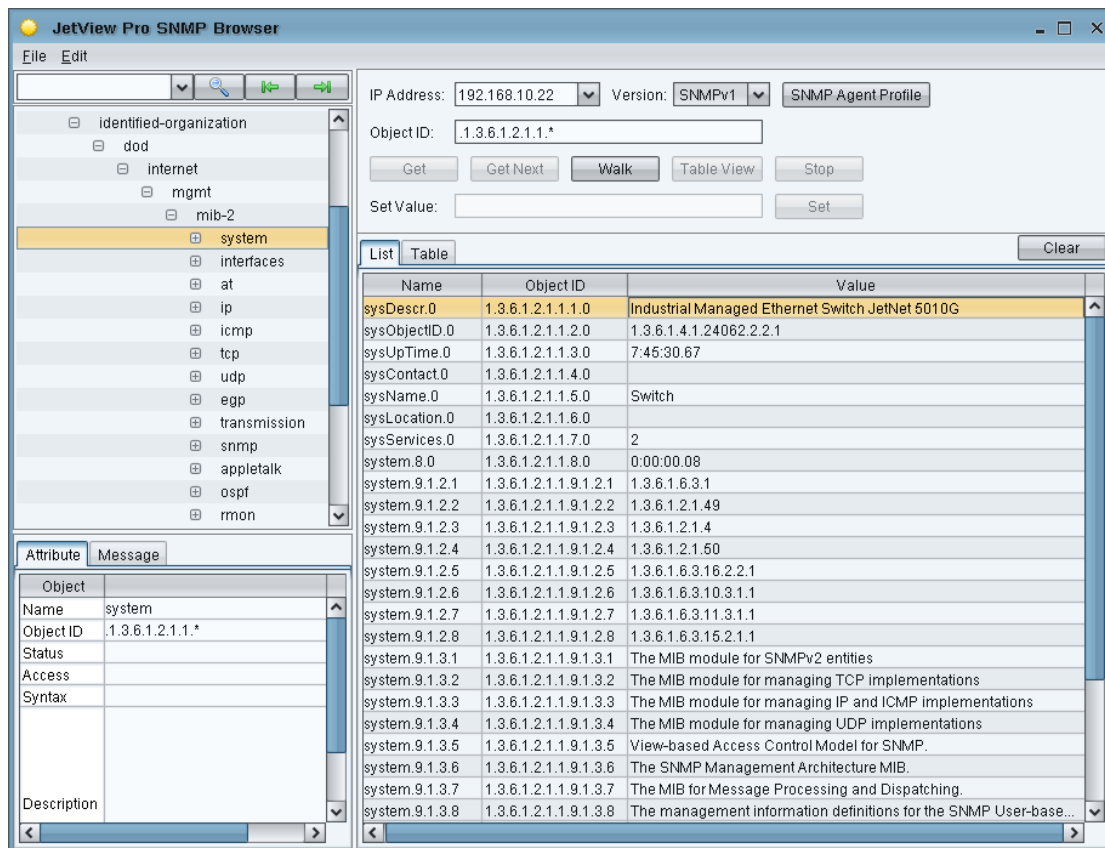 JetView Pro SNMP Browser
File Edit
identified-organization
dod
internet
mgmt
mib-2
system
interfaces
at
ip
icmp
tcp
udp
egp
transmission
snmp
appletalk
ospf
rmon
Attribute Message
Object
Name system
Object ID .1.3.6.1.2.1.1.*
Status
Access
Syntax
Description
IP Address: 192.168.10.22 Version: SNMPv1 SNMP Agent Profile
Object ID: .1.3.6.1.2.1.1.*
Get Get Next Walk Table View Stop
Set Value: Set
List Table Clear
Name Object ID Value
sysDescr.0 1.3.6.1.2.1.1.1.0 Industrial Managed Ethernet Switch JetNet 5010G
sysObjectID.0 1.3.6.1.2.1.1.2.0 1.3.6.1.4.1.24062.2.2.1
sysUpTime.0 1.3.6.1.2.1.1.3.0 7:45:30.67
sysContact.0 1.3.6.1.2.1.1.4.0
sysName.0 1.3.6.1.2.1.1.5.0 Switch
sysLocation.0 1.3.6.1.2.1.1.6.0
sysServices.0 1.3.6.1.2.1.1.7.0 2
system.8.0 1.3.6.1.2.1.1.8.0 0:00:00.08
system.9.1.2.1 1.3.6.1.2.1.1.9.1.2.1 1.3.6.1.6.3.1
system.9.1.2.2 1.3.6.1.2.1.1.9.1.2.2 1.3.6.1.2.1.49
system.9.1.2.3 1.3.6.1.2.1.1.9.1.2.3 1.3.6.1.2.1.4
system.9.1.2.4 1.3.6.1.2.1.1.9.1.2.4 1.3.6.1.2.1.50
system.9.1.2.5 1.3.6.1.2.1.1.9.1.2.5 1.3.6.1.6.3.16.2.2.1
system.9.1.2.6 1.3.6.1.2.1.1.9.1.2.6 1.3.6.1.6.3.10.3.1.1
system.9.1.2.7 1.3.6.1.2.1.1.9.1.2.7 1.3.6.1.6.3.11.3.1.1
system.9.1.2.8 1.3.6.1.2.1.1.9.1.2.8 1.3.6.1.6.3.15.2.1.1
system.9.1.3.1 1.3.6.1.2.1.1.9.1.3.1 The MIB module for SNMPv2 entities
system.9.1.3.2 1.3.6.1.2.1.1.9.1.3.2 The MIB module for managing TCP implementations
system.9.1.3.3 1.3.6.1.2.1.1.9.1.3.3 The MIB module for managing IP and ICMP implementations
system.9.1.3.4 1.3.6.1.2.1.1.9.1.3.4 The MIB module for managing UDP implementations
system.9.1.3.5 1.3.6.1.2.1.1.9.1.3.5 View-based Access Control Model for SNMP.
system.9.1.3.6 1.3.6.1.2.1.1.9.1.3.6 The SNMP Management Architecture MIB.
system.9.1.3.7 1.3.6.1.2.1.1.9.1.3.7 The MIB for Message Processing and Dispatching.
system.9.1.3.8 1.3.6.1.2.1.1.9.1.3.8 The management information definitions for the SNMP User-base...